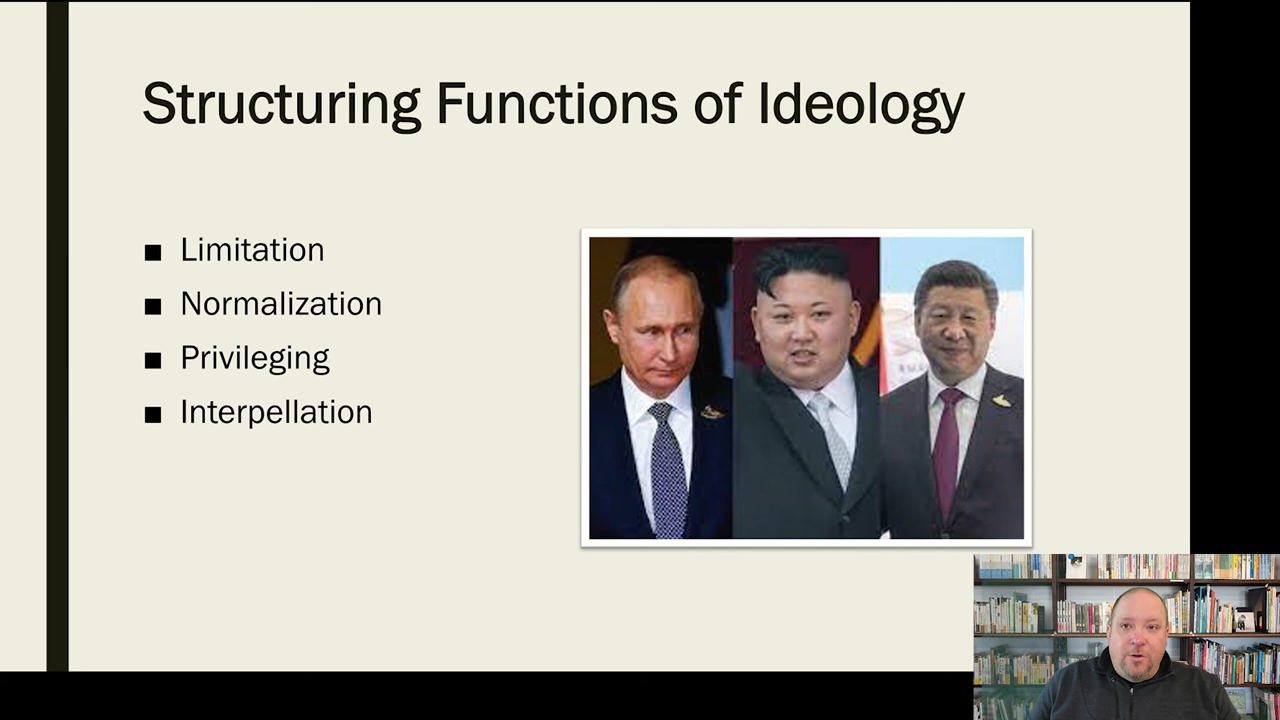 Structuring Functions of Ideology
Limitation
Normalization
Privileging
Interpellation